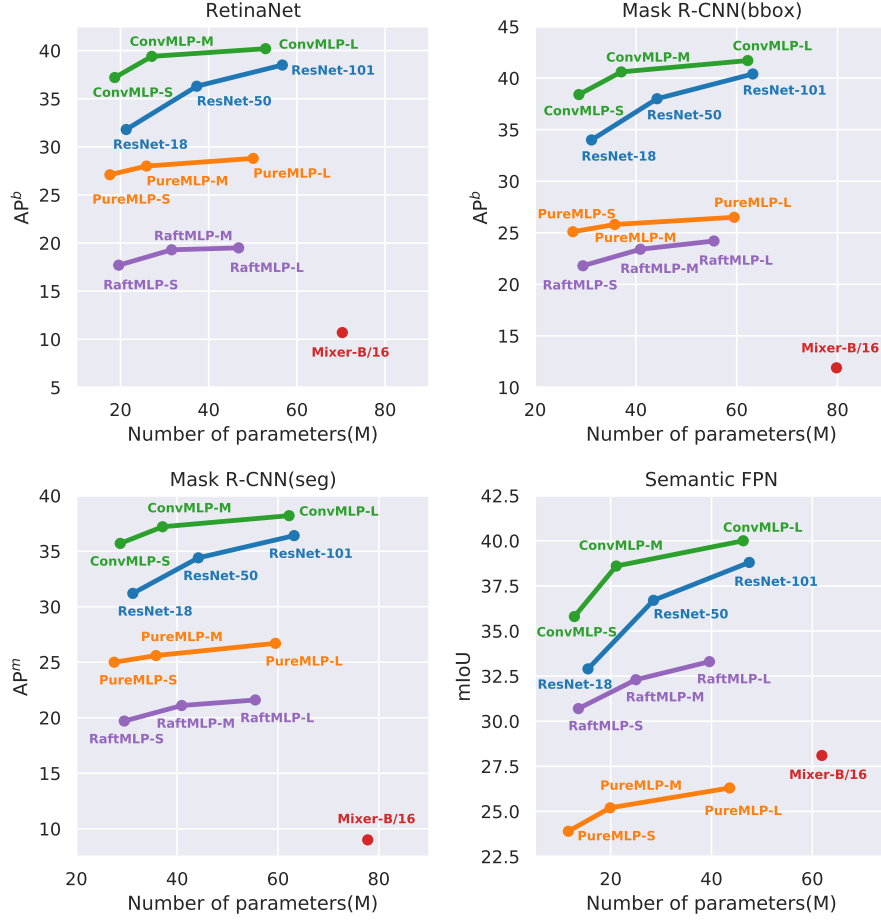 RetinaNet
40
35
30
25
20
15
10
5
APᵇ
ConvMLP-M
ConvMLP-L
ConvMLP-S
ResNet-101
ResNet-50
ResNet-18
PureMLP-S
PureMLP-M
PureMLP-L
RaftMLP-M
RaftMLP-S
RaftMLP-L
Mixer-B/16
20 40 60 80
Number of parameters(M)
Mask R-CNN(bbox)
45
40
35
30
25
20
15
10
APᵇ
ConvMLP-L
ConvMLP-M
ConvMLP-S
ResNet-101
ResNet-50
ResNet-18
PureMLP-S
PureMLP-L
PureMLP-M
RaftMLP-S
RaftMLP-M
RaftMLP-L
Mixer-B/16
20 40 60 80
Number of parameters(M)
Mask R-CNN(seg)
40
35
30
25
20
15
10
APᵐ
ConvMLP-M
ConvMLP-L
ConvMLP-S
ResNet-101
ResNet-50
ResNet-18
PureMLP-M
PureMLP-S
PureMLP-L
RaftMLP-S
RaftMLP-M
RaftMLP-L
Mixer-B/16
20 40 60 80
Number of parameters(M)
Semantic FPN
42.5
40.0
37.5
35.0
32.5
30.0
27.5
25.0
22.5
mIoU
ConvMLP-L
ConvMLP-M
ConvMLP-S
ResNet-101
ResNet-50
ResNet-18
RaftMLP-L
RaftMLP-M
RaftMLP-S
Mixer-B/16
PureMLP-M
PureMLP-L
PureMLP-S
20 40 60
Number of parameters(M)